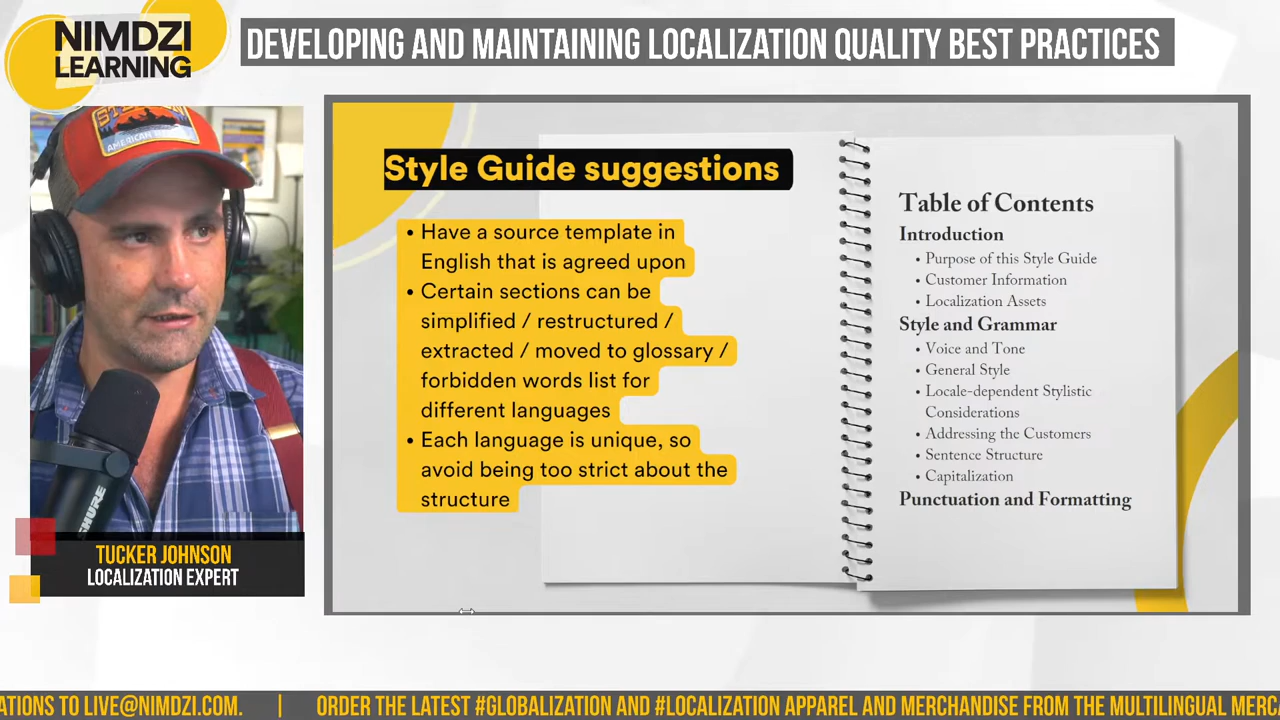 NIMDZI
LEARNING
DEVELOPING AND MAINTAINING LOCALIZATION QUALITY BEST PRACTICES
AMERICAN
SHURE
TUCKER JOHNSON
LOCALIZATION EXPERT
Style Guide suggestions
• Have a source template in
English that is agreed upon
• Certain sections can be
simplified / restructured /
extracted / moved to glossary /
forbidden words list for
different languages
• Each language is unique, so
avoid being too strict about the
structure
Table of Contents
Introduction
• Purpose of this Style Guide
• Customer Information
• Localization Assets
Style and Grammar
• Voice and Tone
• General Style
• Locale-dependent Stylistic
Considerations
• Addressing the Customers
• Sentence Structure
• Capitalization
Punctuation and Formatting
ATIONS TO LIVE@NIMDZI.COM. | ORDER THE LATEST #GLOBALIZATION AND #LOCALIZATION APPAREL AND MERCHANDISE FROM THE MULTILINGUAL MERC